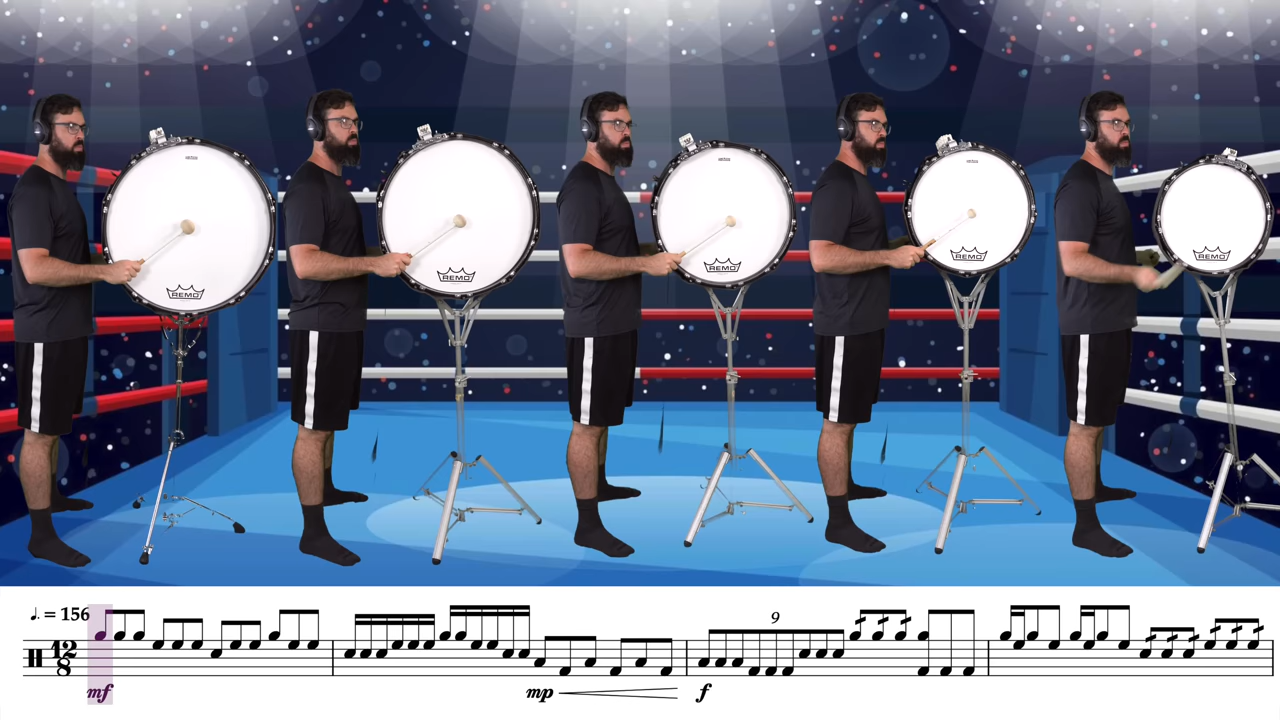 REMO
REMO
REMO
REMO
REMO
♩. = 156
9
12
8
mf
mp
f